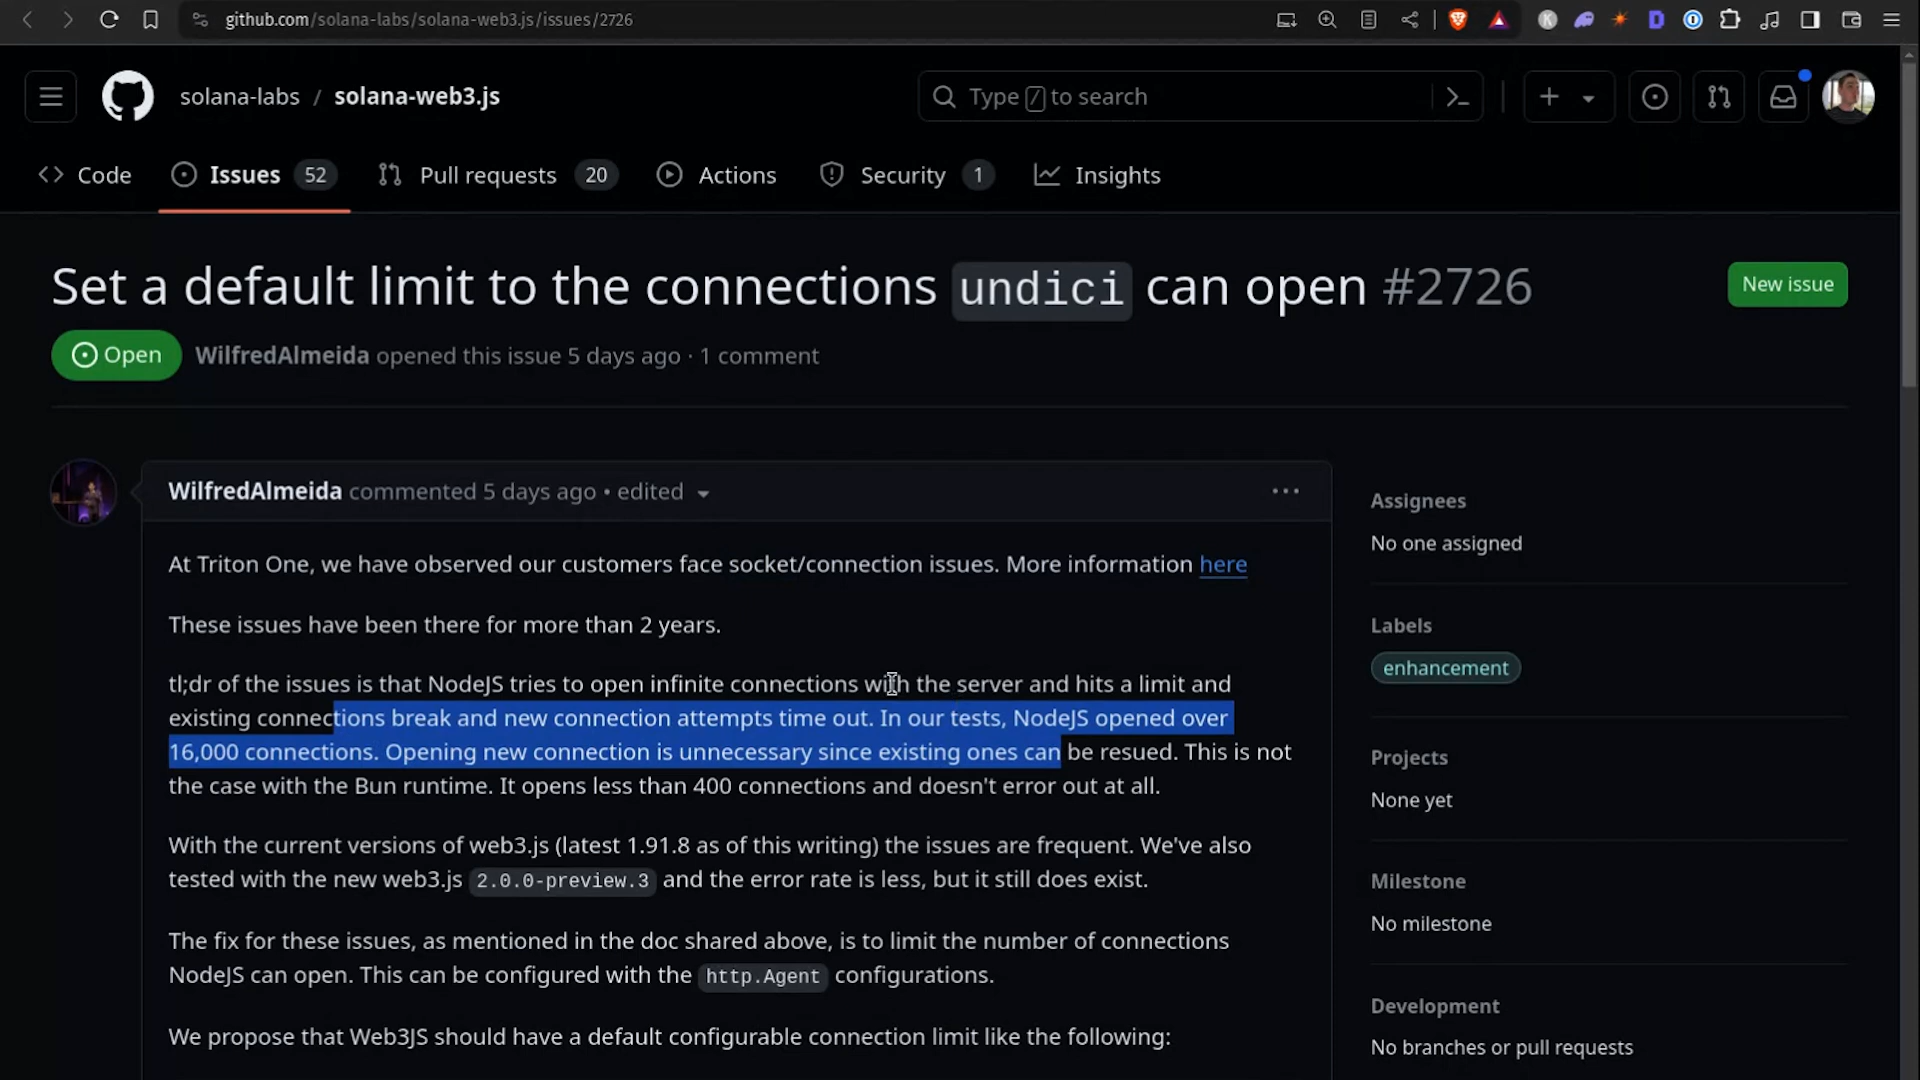 github.com/solana-labs/solana-web3.js/issues/2726
solana-labs / solana-web3.js
Type / to search
Code
Issues 52
Pull requests 20
Actions
Security 1
Insights
Set a default limit to the connections undici can open #2726
New issue
Open
WilfredAlmeida opened this issue 5 days ago · 1 comment
WilfredAlmeida commented 5 days ago • edited
At Triton One, we have observed our customers face socket/connection issues. More information here
These issues have been there for more than 2 years.
tl;dr of the issues is that NodeJS tries to open infinite connections with the server and hits a limit and
existing connections break and new connection attempts time out. In our tests, NodeJS opened over
16,000 connections. Opening new connection is unnecessary since existing ones can be resued. This is not
the case with the Bun runtime. It opens less than 400 connections and doesn't error out at all.
With the current versions of web3.js (latest 1.91.8 as of this writing) the issues are frequent. We've also
tested with the new web3.js 2.0.0-preview.3 and the error rate is less, but it still does exist.
The fix for these issues, as mentioned in the doc shared above, is to limit the number of connections
NodeJS can open. This can be configured with the http.Agent configurations.
We propose that Web3JS should have a default configurable connection limit like the following:
Assignees
No one assigned
Labels
enhancement
Projects
None yet
Milestone
No milestone
Development
No branches or pull requests